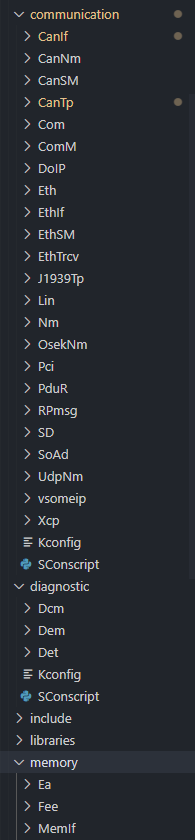 communication
CanIf
CanNm
CanSM
CanTp
Com
ComM
DoIP
Eth
EthIf
EthSM
EthTrcv
J1939Tp
Lin
Nm
OsekNm
Pci
PduR
RPmsg
SD
SoAd
UdpNm
vsomeip
Xcp
Kconfig
SConscript
diagnostic
Dcm
Dem
Det
Kconfig
SConscript
include
libraries
memory
Ea
Fee
MemIf